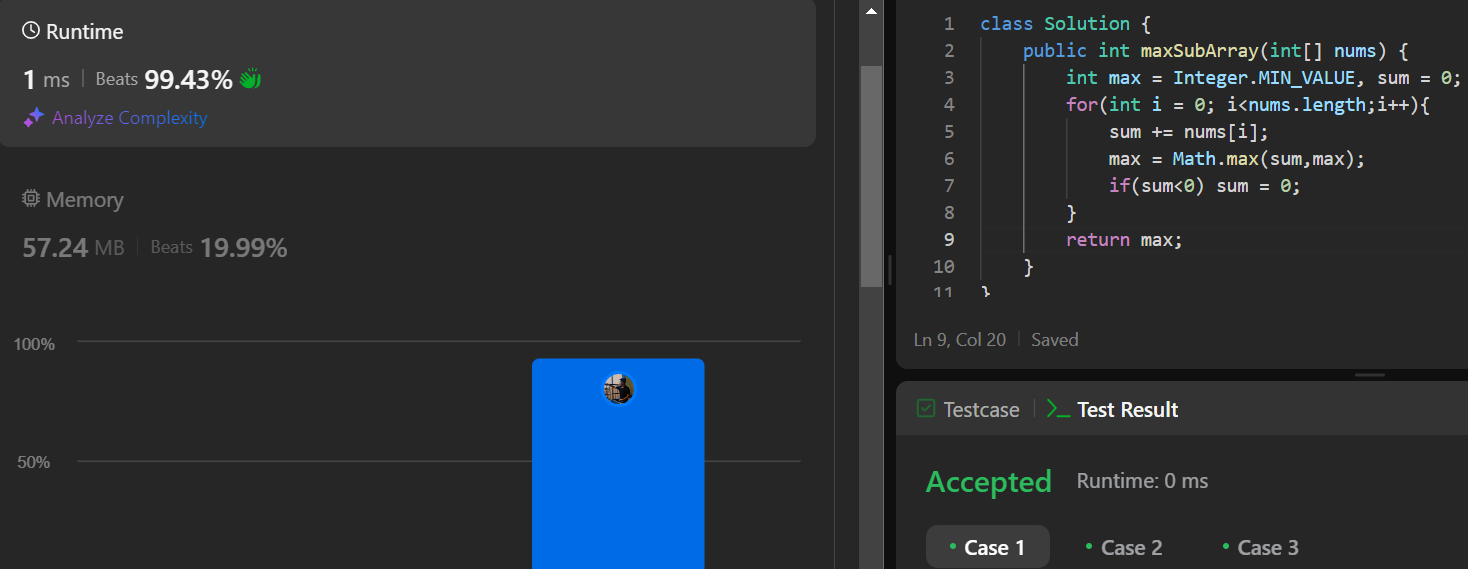 Runtime
1 ms | Beats 99.43%
Analyze Complexity
Memory
57.24 MB | Beats 19.99%
100%
50%
1 class Solution {
2     public int maxSubArray(int[] nums) {
3         int max = Integer.MIN_VALUE, sum = 0;
4         for(int i = 0; i<nums.length;i++){
5             sum += nums[i];
6             max = Math.max(sum,max);
7             if(sum<0) sum = 0;
8         }
9         return max;
10     }
11 }
Ln 9, Col 20 | Saved
Testcase | Test Result
Accepted Runtime: 0 ms
Case 1 Case 2 Case 3